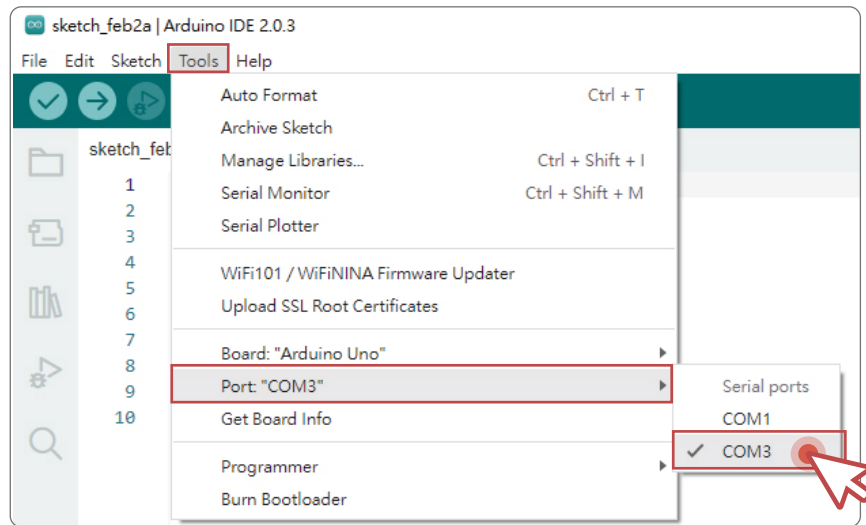 sketch_feb2a | Arduino IDE 2.0.3
File Edit Sketch Tools Help
Auto Format Ctrl + T
Archive Sketch
sketch_feb
Manage Libraries... Ctrl + Shift + I
1
Serial Monitor Ctrl + Shift + M
2
Serial Plotter
3
4
WiFi101 / WiFiNINA Firmware Updater
5
Upload SSL Root Certificates
6
7
Board: "Arduino Uno"
8
Port: "COM3" Serial ports
9
10
Get Board Info COM1
COM3
Programmer
Burn Bootloader